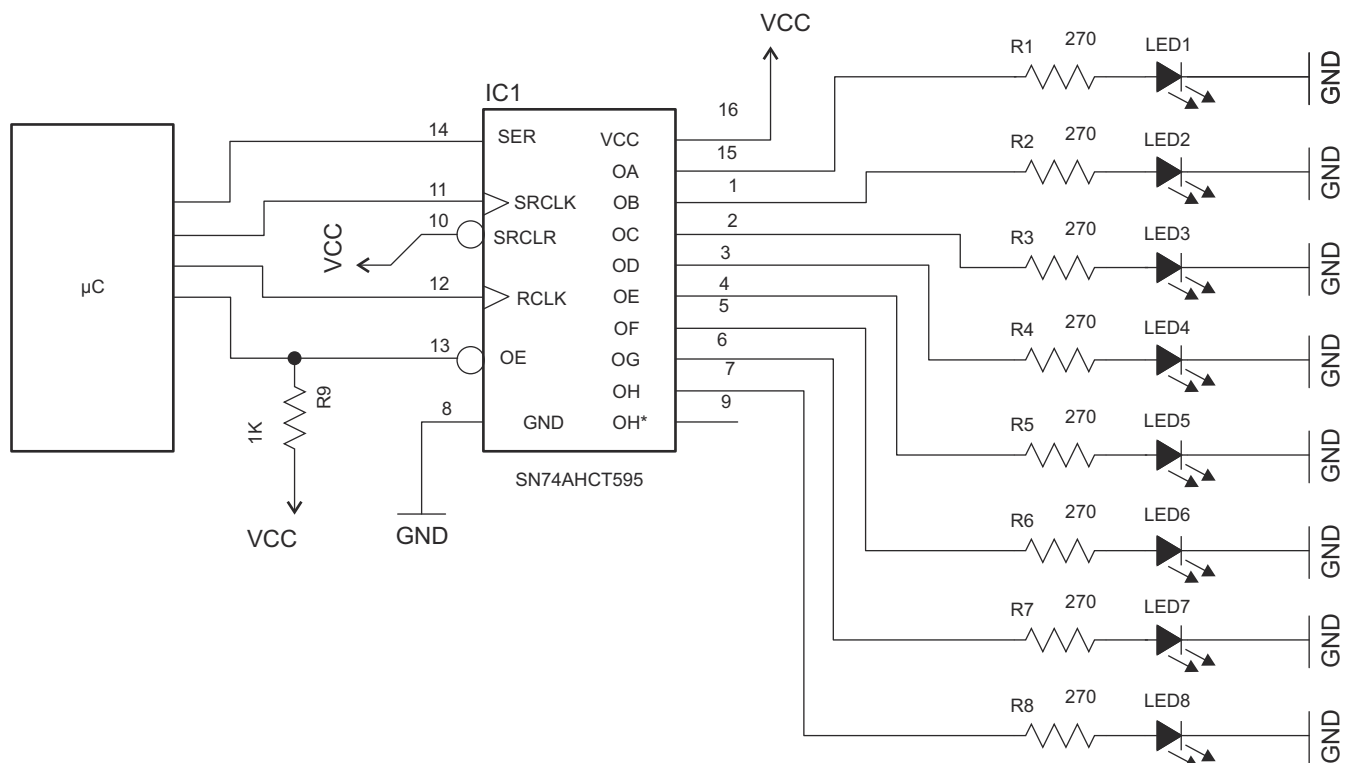 µC
VCC
R9
1K
VCC
GND
IC1
14
11
10
12
13
8
SER
SRCLK
SRCLR
RCLK
OE
GND
VCC
OA
OB
OC
OD
OE
OF
OG
OH
OH*
SN74AHCT595
VCC
16
15
1
2
3
4
5
6
7
9
R1 270 LED1 GND
R2 270 LED2 GND
R3 270 LED3 GND
R4 270 LED4 GND
R5 270 LED5 GND
R6 270 LED6 GND
R7 270 LED7 GND
R8 270 LED8 GND